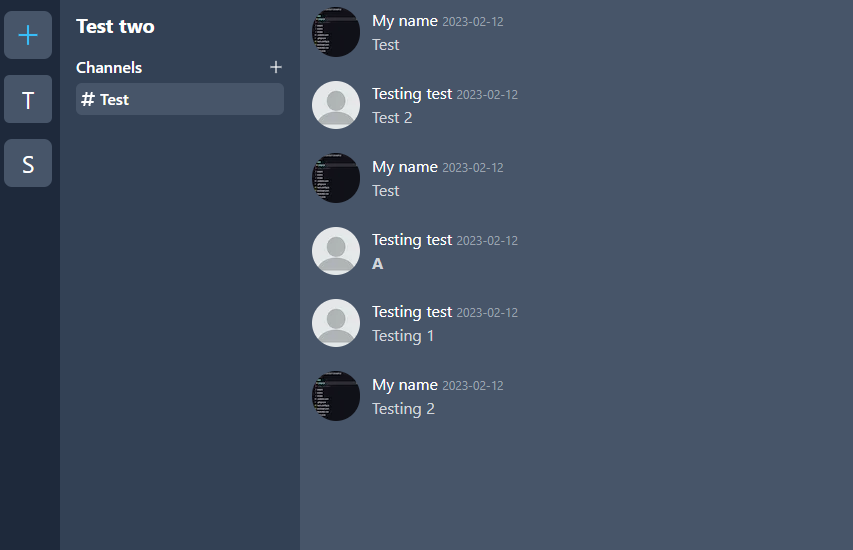 T
S
Test two
Channels
# Test
My name 2023-02-12
Test
Testing test 2023-02-12
Test 2
My name 2023-02-12
Test
Testing test 2023-02-12
A
Testing test 2023-02-12
Testing 1
My name 2023-02-12
Testing 2